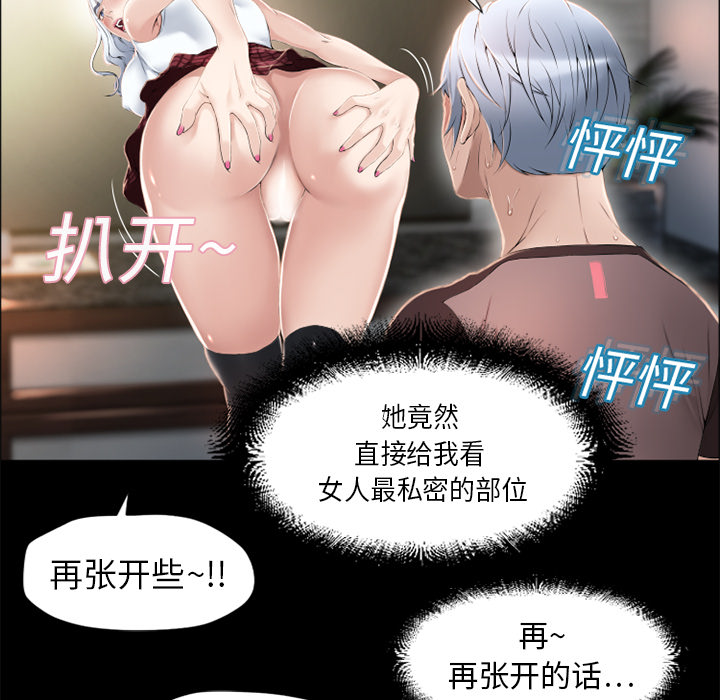 怦怦
扒开~
怦怦
她竟然
直接给我看
女人最私密的部位
再张开些~!!
再~
再张开的话...